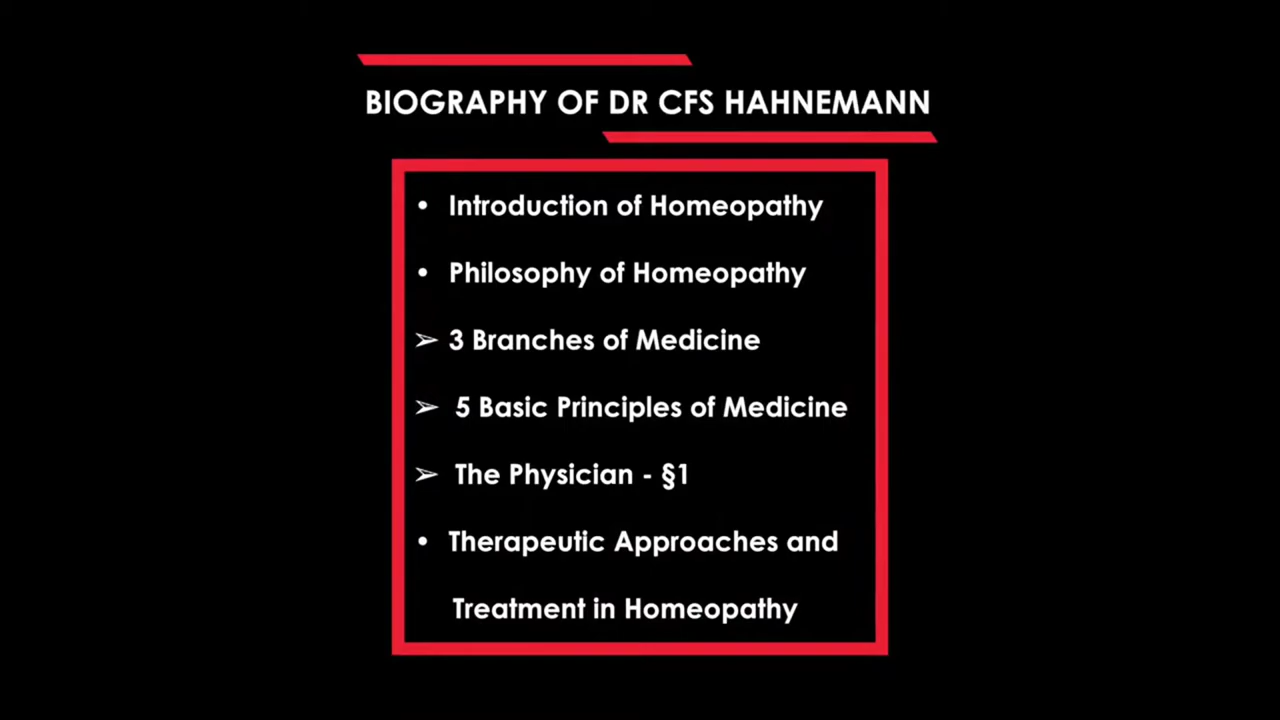 BIOGRAPHY OF DR CFS HAHNEMANN
• Introduction of Homeopathy
• Philosophy of Homeopathy
➢ 3 Branches of Medicine
➢ 5 Basic Principles of Medicine
➢ The Physician - §1
• Therapeutic Approaches and
Treatment in Homeopathy